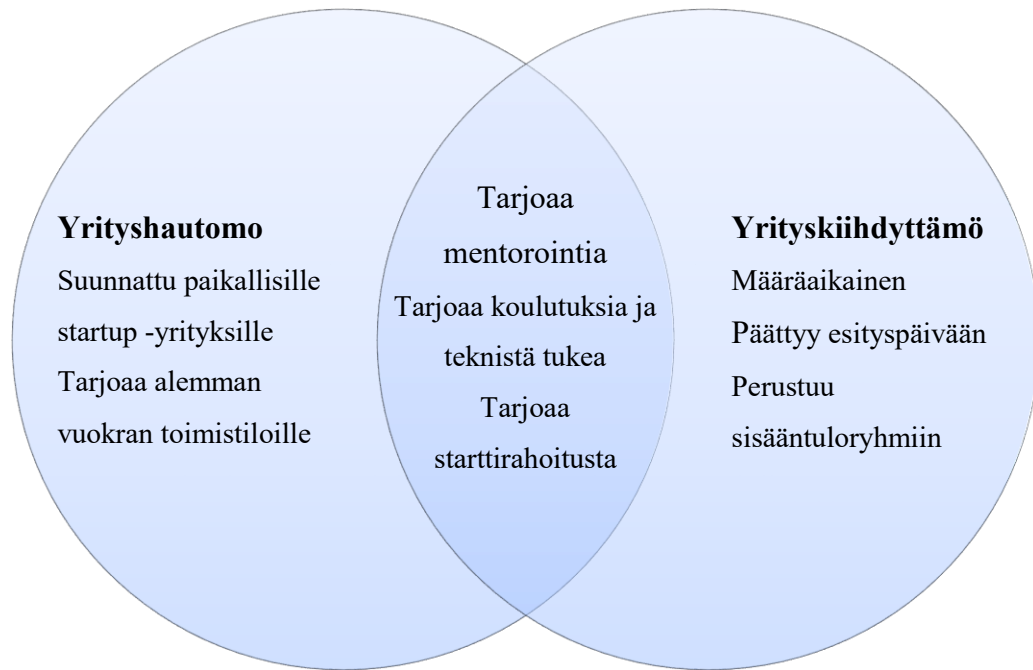 Yrityshautomo
Suunnattu paikallisille
startup -yrityksille
Tarjoaa alemman
vuokran toimistiloille
Tarjoaa
mentorointia
Tarjoaa koulutuksia ja
teknistä tukea
Tarjoaa
starttirahoitusta
Yrityskiihdyttämö
Määräaikainen
Päättyy esityspäivään
Perustuu
sisääntuloryhmiin